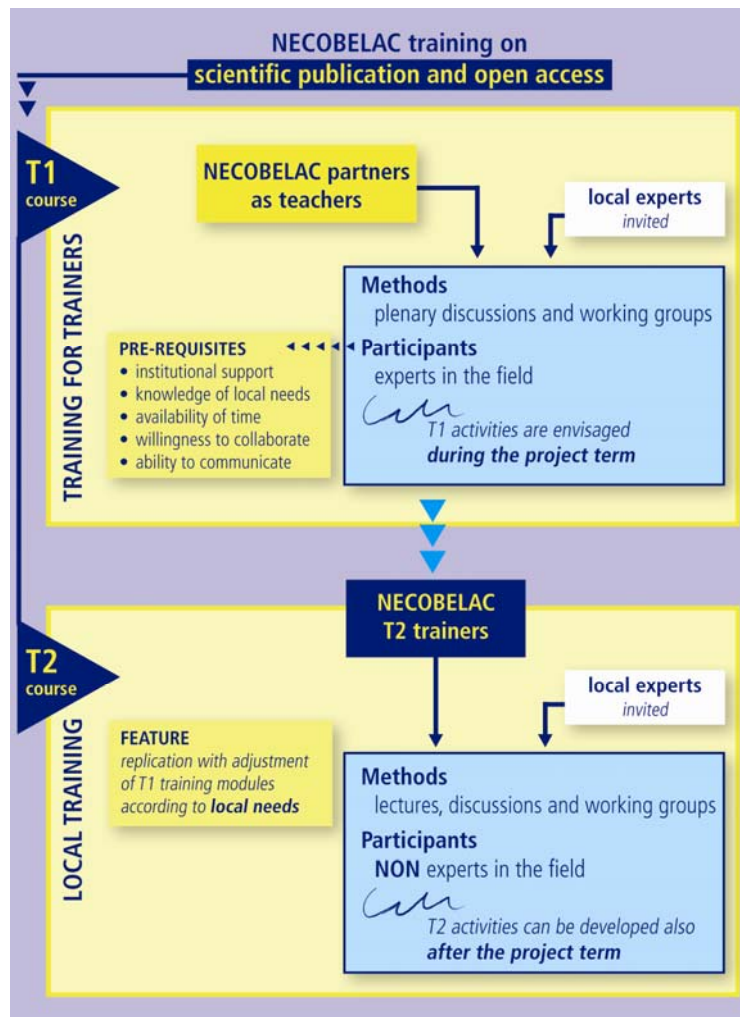 NECOBELAC training on
scientific publication and open access
T1
course
TRAINING FOR TRAINERS
NECOBELAC partners
as teachers
local experts
invited
Methods
plenary discussions and working groups
Participants
experts in the field
T1 activities are envisaged
during the project term
PRE-REQUISITES
• institutional support
• knowledge of local needs
• availability of time
• willingness to collaborate
• ability to communicate
NECOBELAC
T2 trainers
T2
course
LOCAL TRAINING
local experts
invited
FEATURE
replication with adjustment
of T1 training modules
according to local needs
Methods
lectures, discussions and working groups
Participants
NON experts in the field
T2 activities can be developed also
after the project term